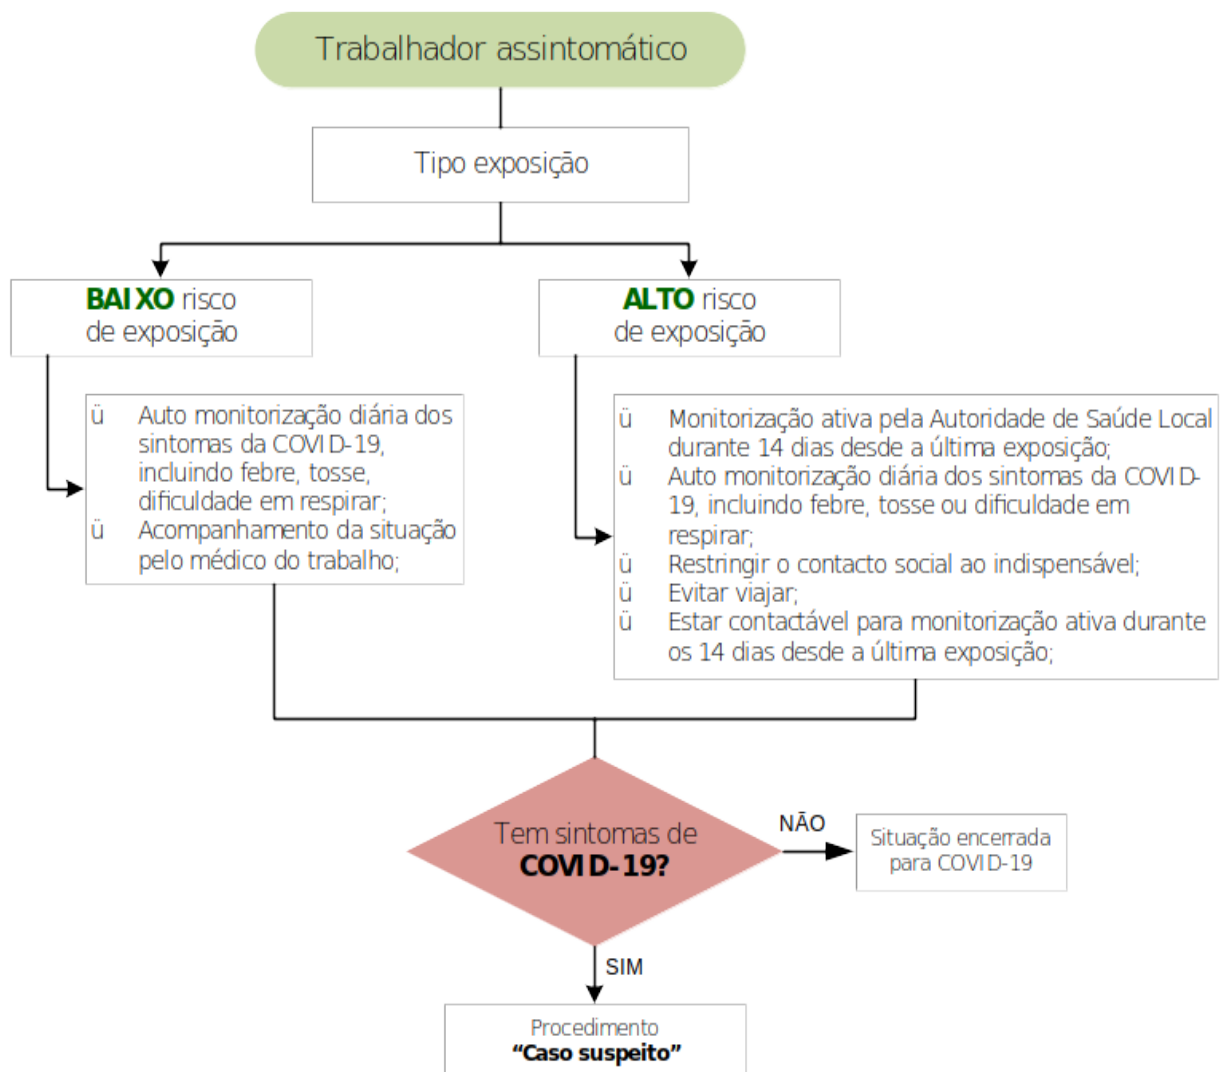 Trabalhador assintomático
Tipo exposição
BAIXO risco
de exposição
ALTO risco
de exposição
ü Auto monitorização diária dos
sintomas da COVID-19,
incluindo febre, tosse,
dificuldade em respirar;
ü Acompanhamento da situação
pelo médico do trabalho;
ü Monitorização ativa pela Autoridade de Saúde Local
durante 14 dias desde a última exposição;
ü Auto monitorização diária dos sintomas da COVID-
19, incluindo febre, tosse ou dificuldade em
respirar;
ü Restringir o contacto social ao indispensável;
ü Evitar viajar;
ü Estar contactável para monitorização ativa durante
os 14 dias desde a última exposição;
Tem sintomas de
COVID-19?
NÃO
Situação encerrada
para COVID-19
SIM
Procedimento
“Caso suspeito”